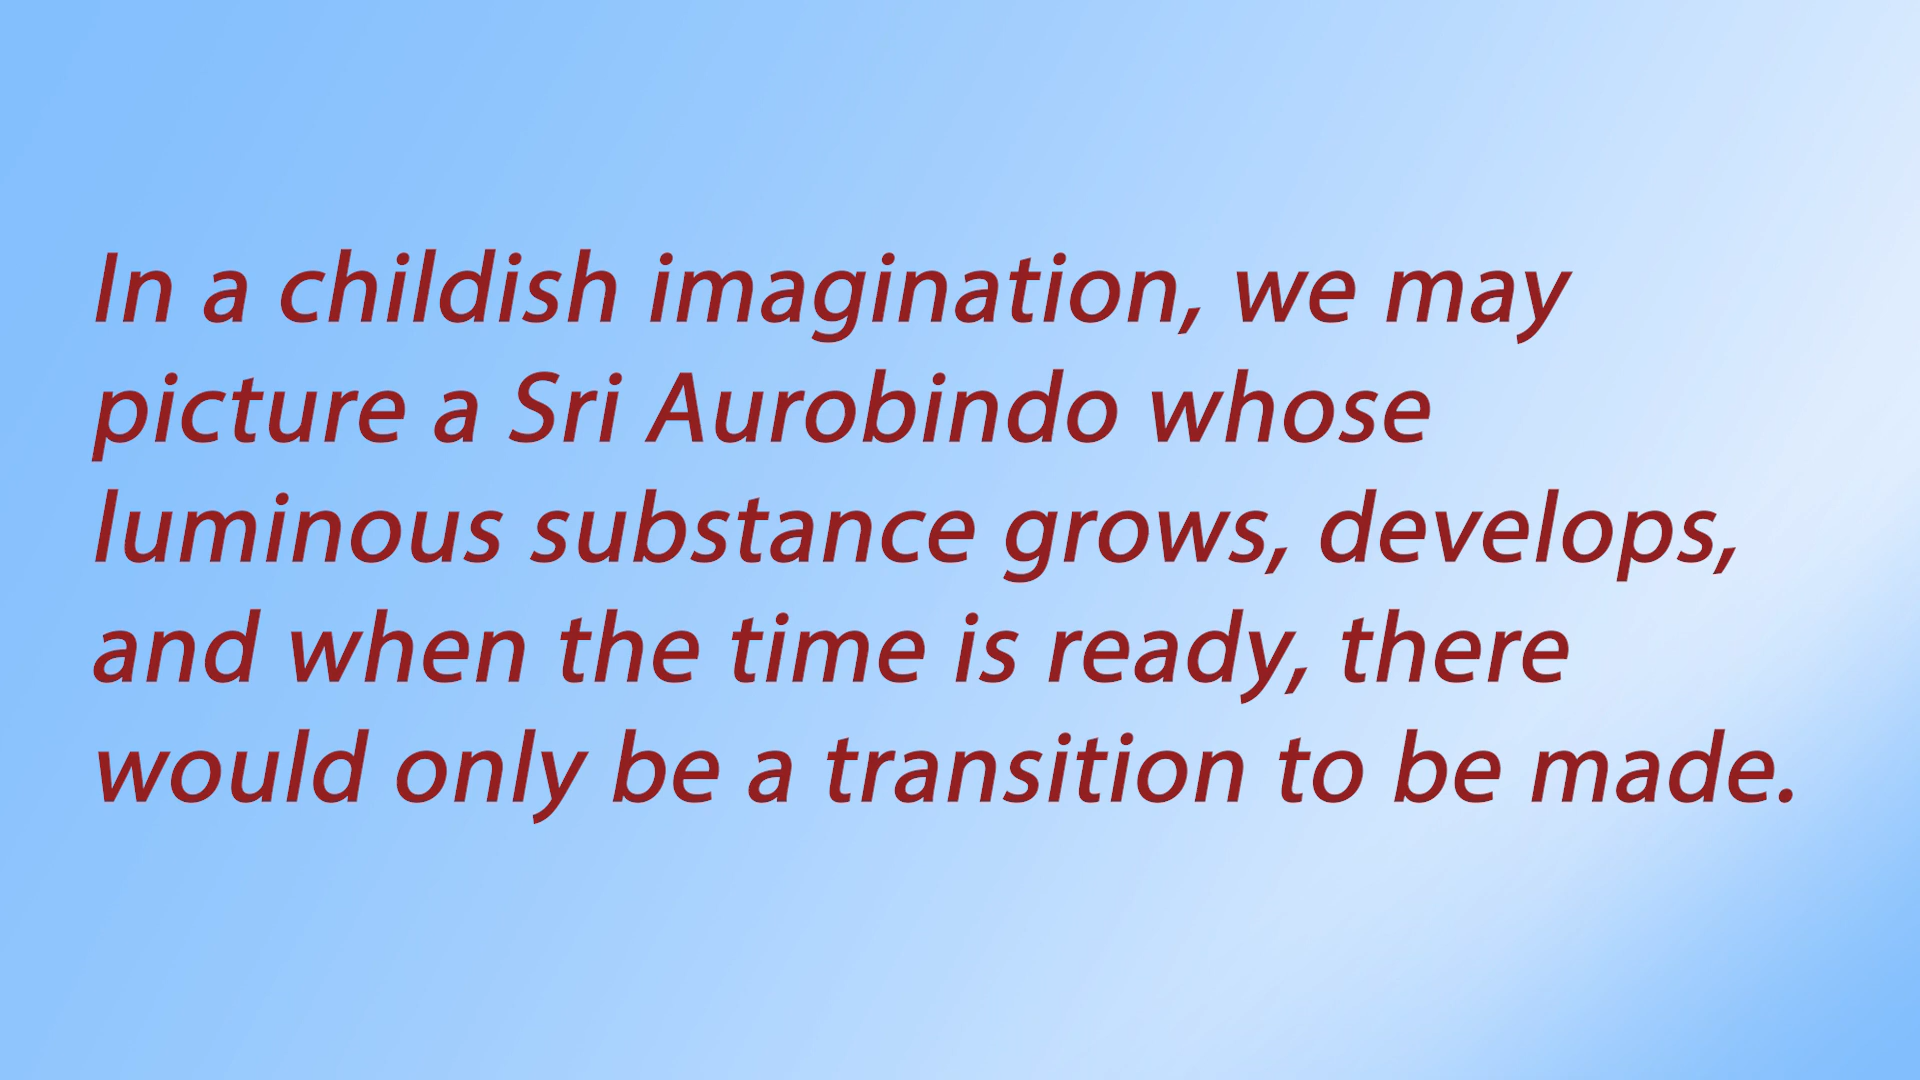 In a childish imagination, we may
picture a Sri Aurobindo whose
luminous substance grows, develops,
and when the time is ready, there
would only be a transition to be made.